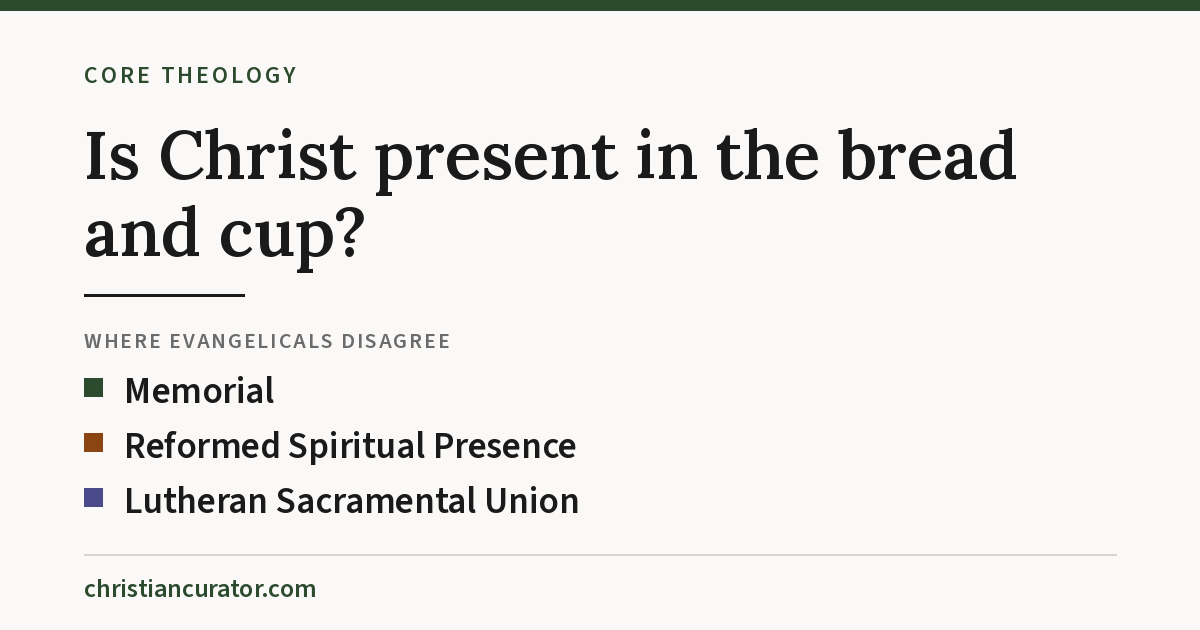 CORE THEOLOGY
Is Christ present in the bread
and cup?
WHERE EVANGELICALS DISAGREE
Memorial
Reformed Spiritual Presence
Lutheran Sacramental Union
christiancurator.com